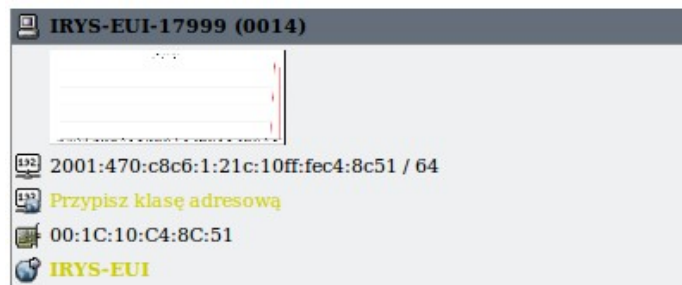 IRYS-EUI-17999 (0014)
2001:470:c8c6:1:21c:10ff:fec4:8c51 / 64
Przypisz klasę adresową
00:1C:10:C4:8C:51
IRYS-EUI